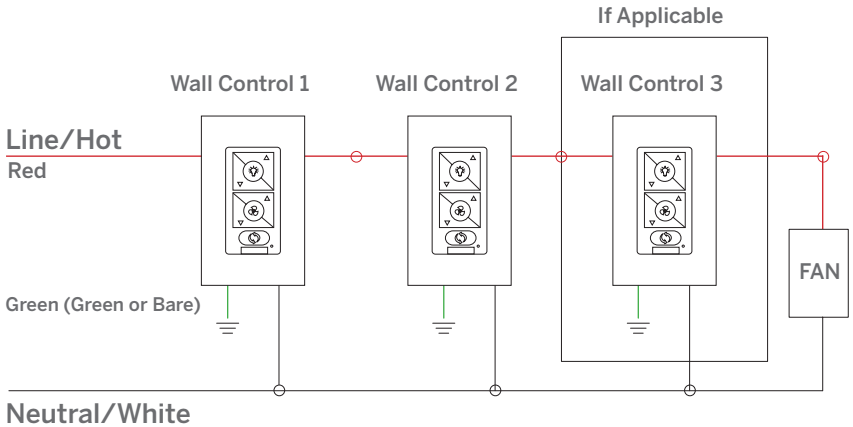 If Applicable
Wall Control 1
Wall Control 2
Wall Control 3
Line/Hot
Red
FAN
Green (Green or Bare)
Neutral/White